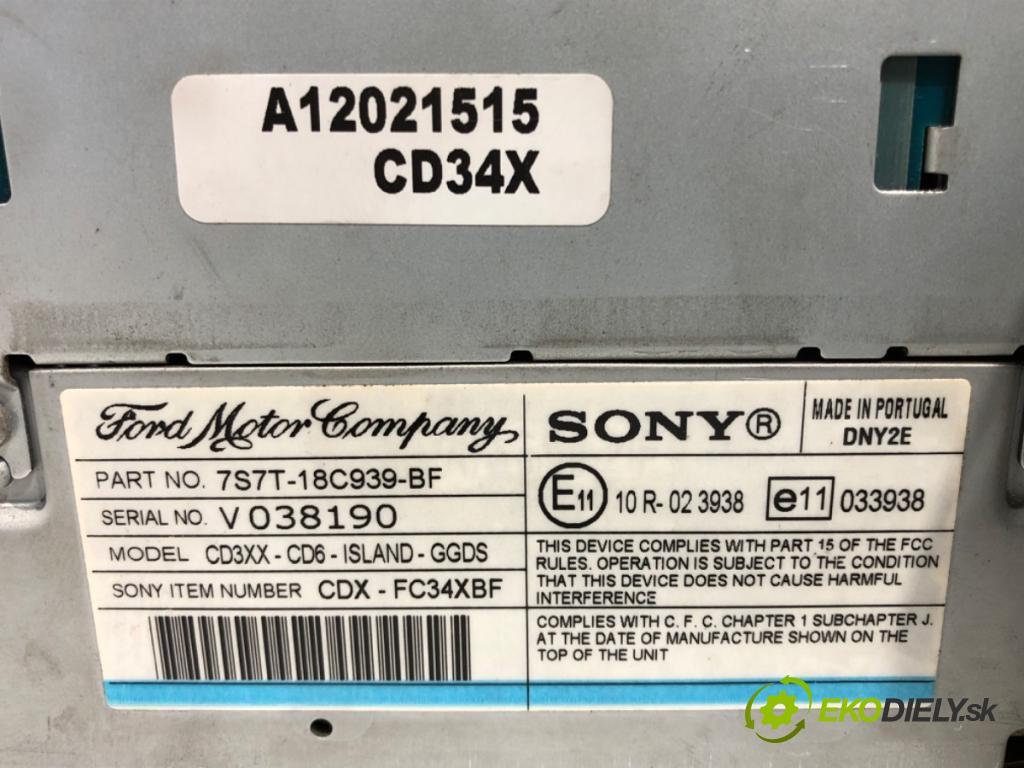 A12021515
CD34X
Ford Motor Company
PART NO. 7S7T-18C939-BF
SERIAL NO. V 038190
MODEL CD3XX - CD6 - ISLAND - GGDS
SONY ITEM NUMBER CDX - FC34XBF
SONY®
MADE IN PORTUGAL
DNY2E
E11 10 R- 02 3938 e11 033938
THIS DEVICE COMPLIES WITH PART 15 OF THE FCC
RULES. OPERATION IS SUBJECT TO THE CONDITION
THAT THIS DEVICE DOES NOT CAUSE HARMFUL
INTERFERENCE
COMPLIES WITH C. F. C. CHAPTER 1 SUBCHAPTER J.
AT THE DATE OF MANUFACTURE SHOWN ON THE
TOP OF THE UNIT
EKODIELY.sk